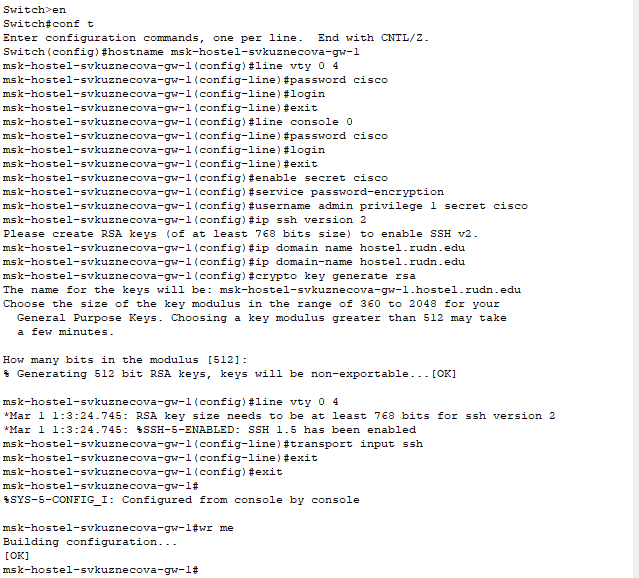 Switch>en
Switch#conf t
Enter configuration commands, one per line.  End with CNTL/Z.
Switch(config)#hostname msk-hostel-svkuznecova-gw-1
msk-hostel-svkuznecova-gw-1(config)#line vty 0 4
msk-hostel-svkuznecova-gw-1(config-line)#password cisco
msk-hostel-svkuznecova-gw-1(config-line)#login
msk-hostel-svkuznecova-gw-1(config-line)#exit
msk-hostel-svkuznecova-gw-1(config)#line console 0
msk-hostel-svkuznecova-gw-1(config-line)#password cisco
msk-hostel-svkuznecova-gw-1(config-line)#login
msk-hostel-svkuznecova-gw-1(config-line)#exit
msk-hostel-svkuznecova-gw-1(config)#enable secret cisco
msk-hostel-svkuznecova-gw-1(config)#service password-encryption
msk-hostel-svkuznecova-gw-1(config)#username admin privilege 1 secret cisco
msk-hostel-svkuznecova-gw-1(config)#ip ssh version 2
Please create RSA keys (of at least 768 bits size) to enable SSH v2.
msk-hostel-svkuznecova-gw-1(config)#ip domain name hostel.rudn.edu
msk-hostel-svkuznecova-gw-1(config)#ip domain-name hostel.rudn.edu
msk-hostel-svkuznecova-gw-1(config)#crypto key generate rsa
The name for the keys will be: msk-hostel-svkuznecova-gw-1.hostel.rudn.edu
Choose the size of the key modulus in the range of 360 to 2048 for your
  General Purpose Keys. Choosing a key modulus greater than 512 may take
  a few minutes.

How many bits in the modulus [512]:
% Generating 512 bit RSA keys, keys will be non-exportable...[OK]

msk-hostel-svkuznecova-gw-1(config)#line vty 0 4
*Mar 1 1:3:24.745: RSA key size needs to be at least 768 bits for ssh version 2
*Mar 1 1:3:24.745: %SSH-5-ENABLED: SSH 1.5 has been enabled
msk-hostel-svkuznecova-gw-1(config-line)#transport input ssh
msk-hostel-svkuznecova-gw-1(config-line)#exit
msk-hostel-svkuznecova-gw-1(config)#exit
msk-hostel-svkuznecova-gw-1#
%SYS-5-CONFIG_I: Configured from console by console

msk-hostel-svkuznecova-gw-1#wr me
Building configuration...
[OK]
msk-hostel-svkuznecova-gw-1#